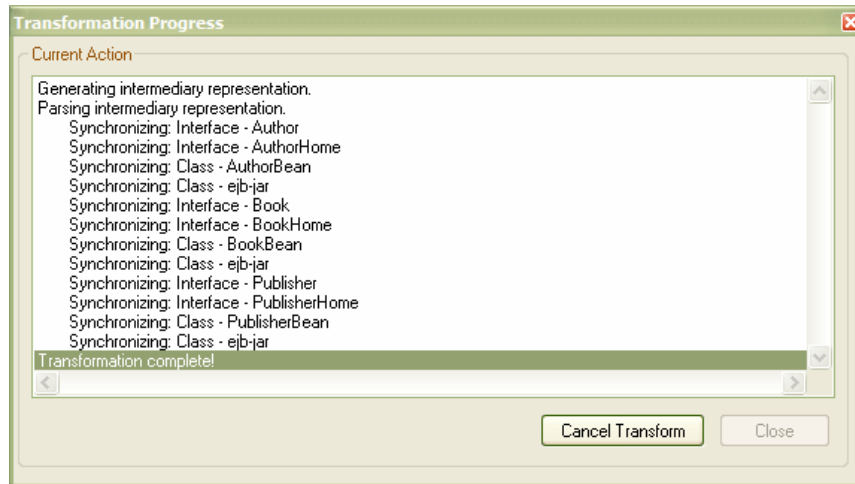 Transformation Progress
Current Action
Generating intermediary representation.
Parsing intermediary representation.
Synchronizing: Interface - Author
Synchronizing: Interface - AuthorHome
Synchronizing: Class - AuthorBean
Synchronizing: Class - ejb-jar
Synchronizing: Interface - Book
Synchronizing: Interface - BookHome
Synchronizing: Class - BookBean
Synchronizing: Class - ejb-jar
Synchronizing: Interface - Publisher
Synchronizing: Interface - PublisherHome
Synchronizing: Class - PublisherBean
Synchronizing: Class - ejb-jar
Transformation complete!
Cancel Transform Close